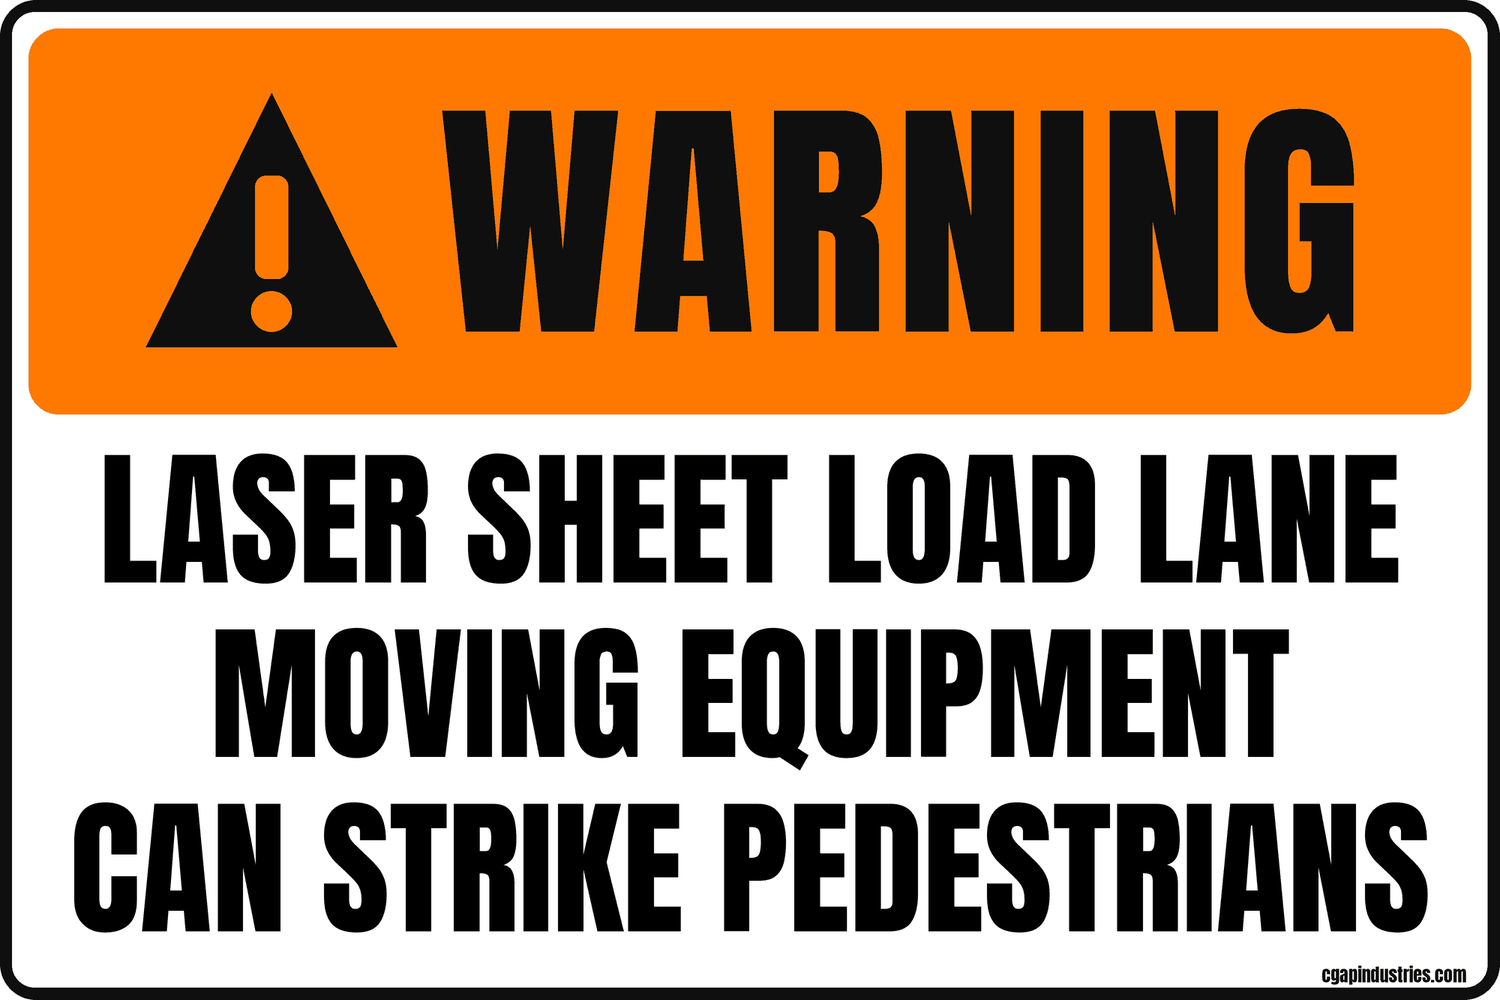 WARNING
LASER SHEET LOAD LANE
MOVING EQUIPMENT
CAN STRIKE PEDESTRIANS
cgapindustries.com